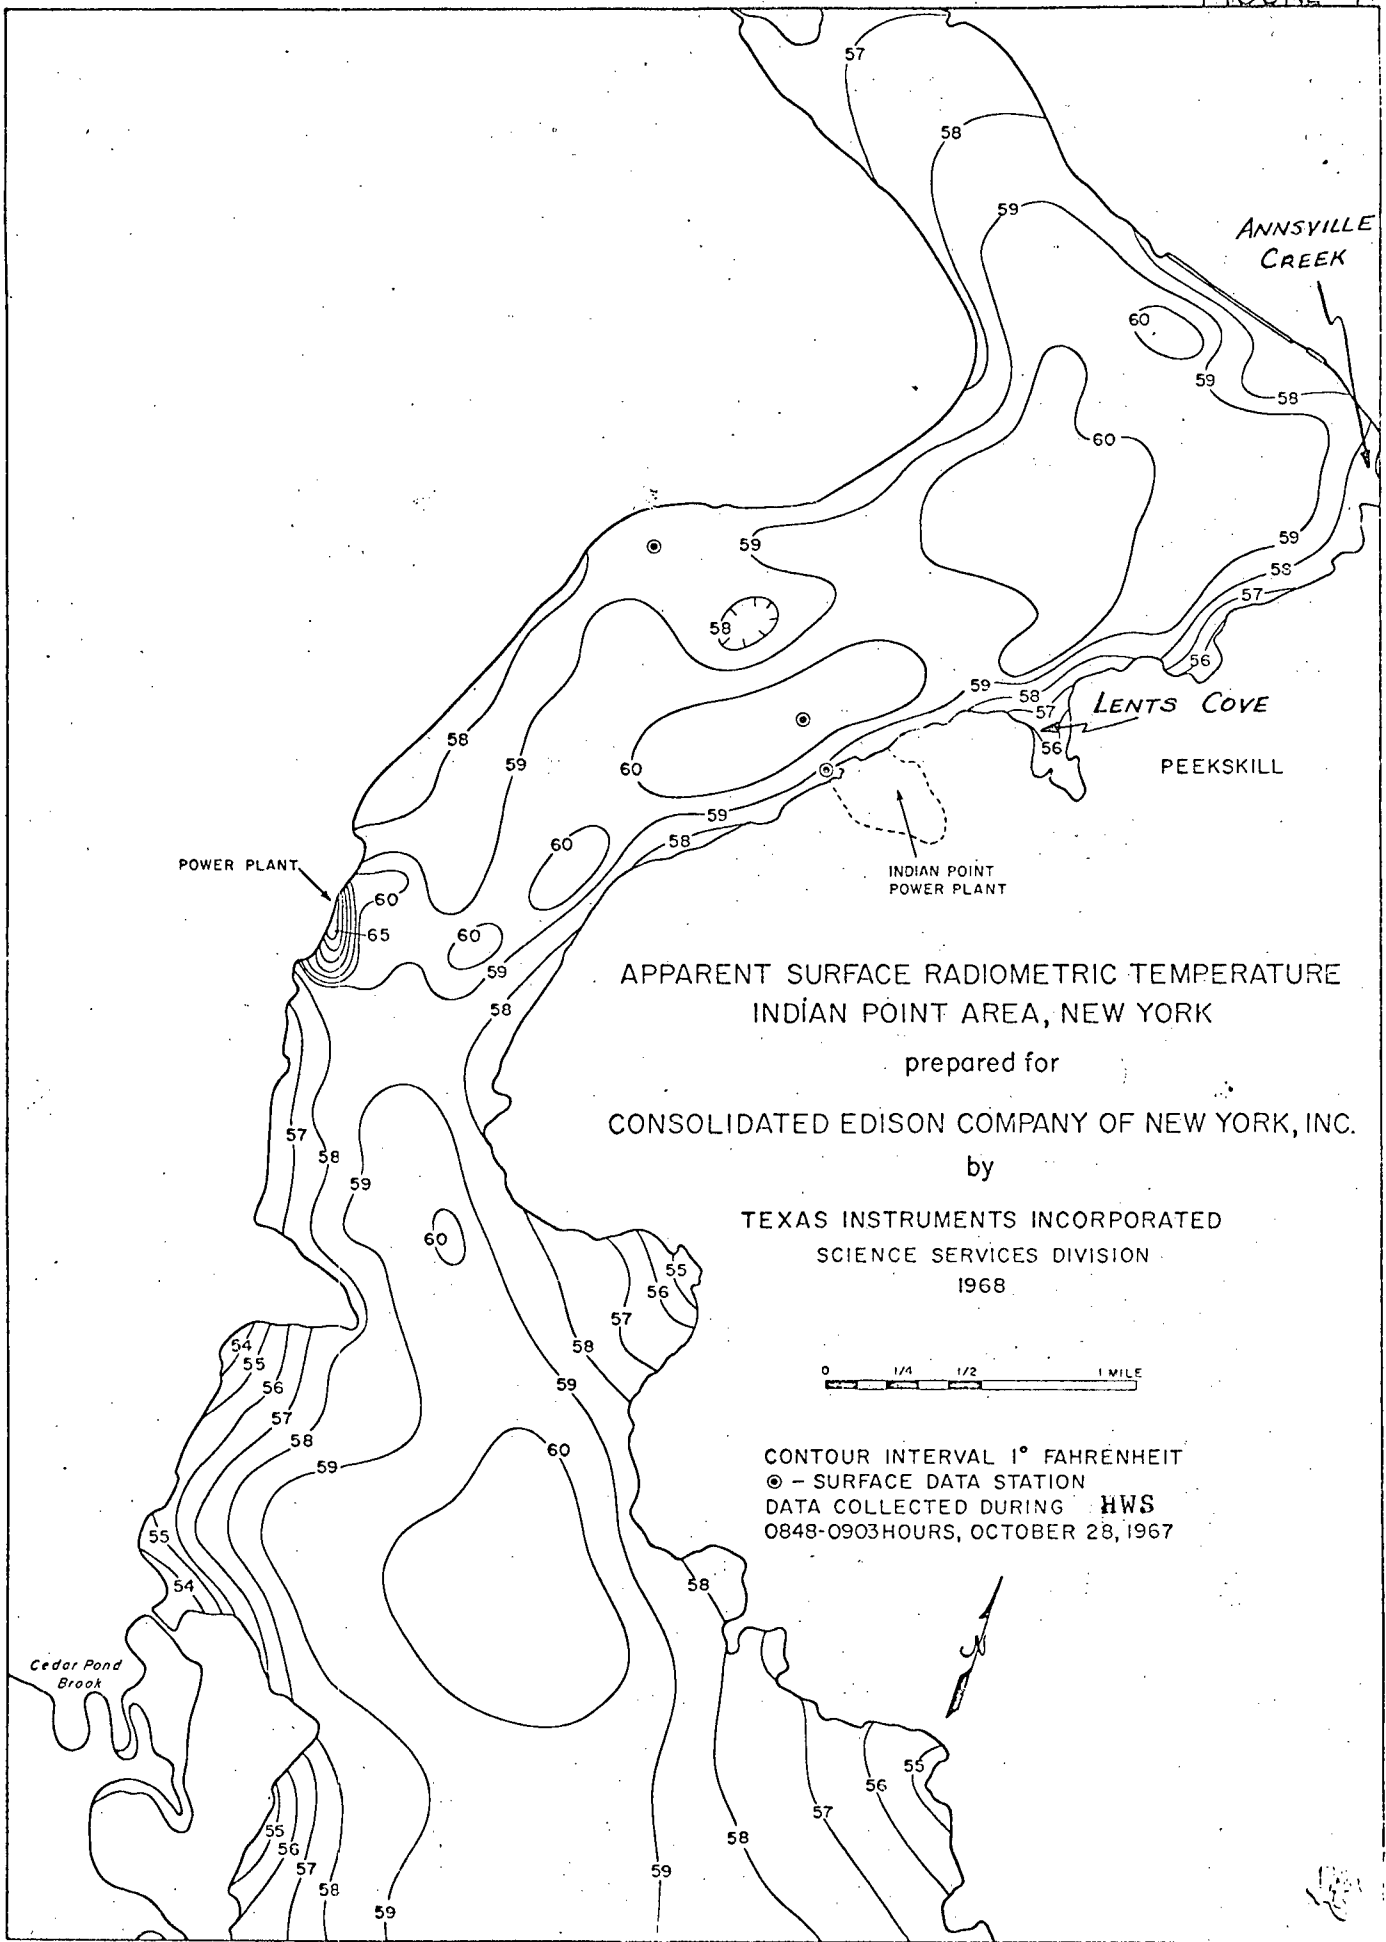 57
58
59
ANNSVILLE
CREEK
60
59
58
60
59
59
58
57
58
56
59
58
57
LENTS COVE
56
PEEKSKILL
58
59
60
59
58
60
INDIAN POINT
POWER PLANT
POWER PLANT
60
65
60
59
58
APPARENT SURFACE RADIOMETRIC TEMPERATURE
INDIAN POINT AREA, NEW YORK
prepared for
CONSOLIDATED EDISON COMPANY OF NEW YORK, INC.
by
TEXAS INSTRUMENTS INCORPORATED
SCIENCE SERVICES DIVISION
1968
57
58
59
60
55
56
57
58
59
0 1/4 1/2 1 MILE
54
55
56
57
58
59
60
CONTOUR INTERVAL 1° FAHRENHEIT
⊙ – SURFACE DATA STATION
DATA COLLECTED DURING HWS
0848-0903 HOURS, OCTOBER 28, 1967
55
54
58
N
Cedar Pond
Brook
55
56
57
58
59
59
58
57
56
55